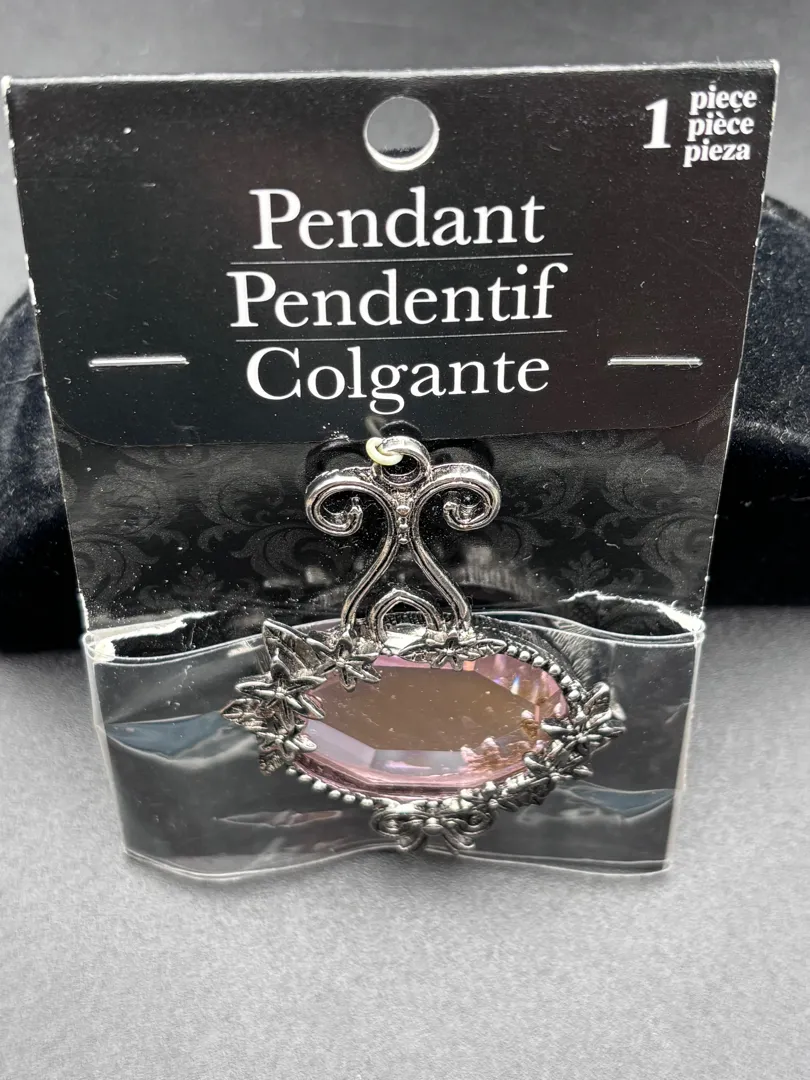 1 piece
pièce
pieza
Pendant
Pendentif
Colgante